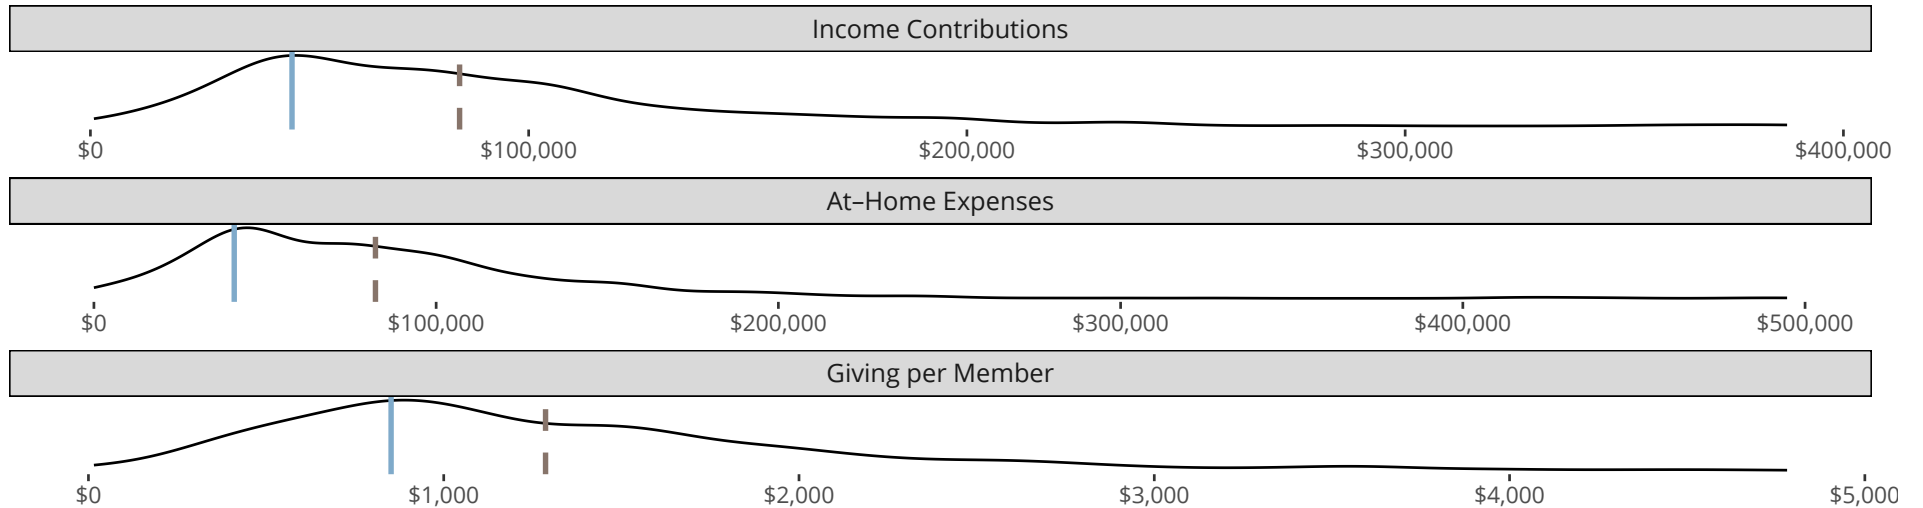 Income Contributions
$0 $100,000 $200,000 $300,000 $400,000
At–Home Expenses
$0 $100,000 $200,000 $300,000 $400,000 $500,000
Giving per Member
$0 $1,000 $2,000 $3,000 $4,000 $5,000